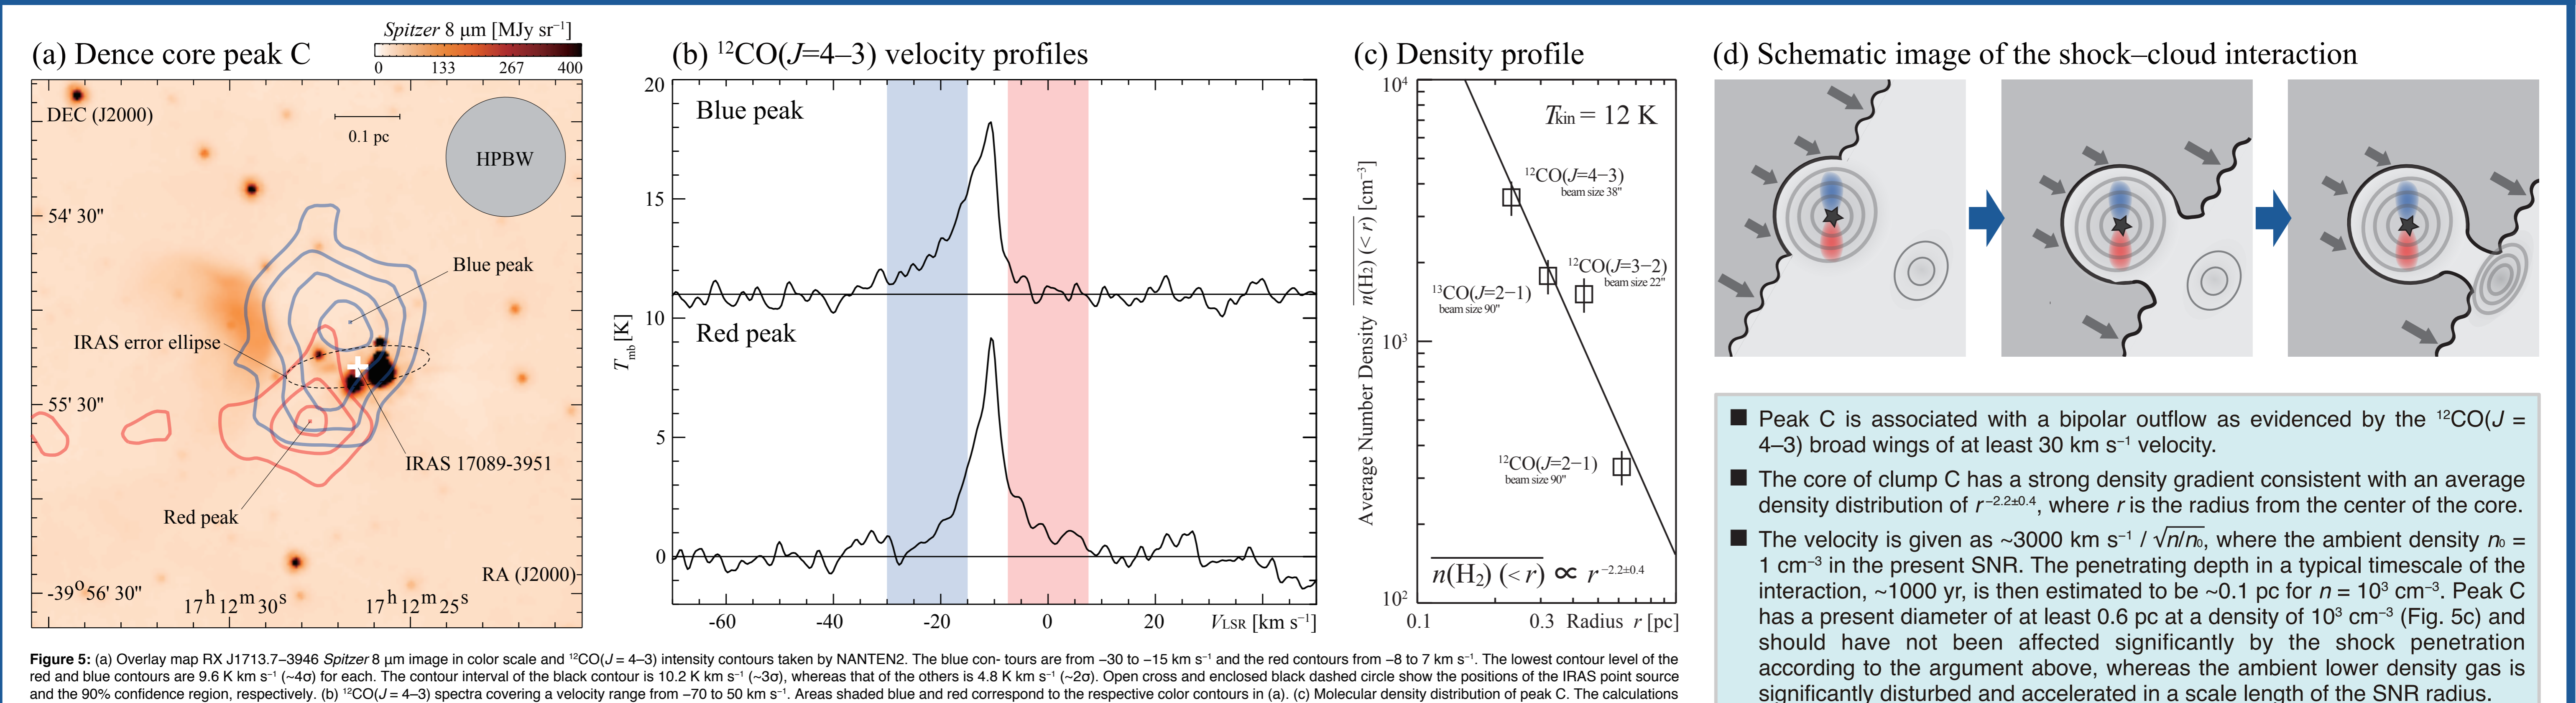 (a) Dence core peak C
Spitzer 8 μm [MJy sr⁻¹]
0 133 267 400
DEC (J2000)
0.1 pc
HPBW
54' 30"
Blue peak
IRAS error ellipse
55' 30"
IRAS 17089-3951
Red peak
RA (J2000)
-39° 56' 30"
17ʰ 12ᵐ 30ˢ
17ʰ 12ᵐ 25ˢ
(b) ¹²CO(J=4–3) velocity profiles
20
Blue peak
15
10
Red peak
Tmb [K]
5
0
-60 -40 -20 0 20 VLSR [km s⁻¹]
(c) Density profile
10⁴
Tkin = 12 K
¹²CO(J=4−3)
beam size 38"
¹²CO(J=3−2)
beam size 22"
¹³CO(J=2−1)
beam size 90"
10³
Average Number Density n(H₂) (< r) [cm⁻³]
¹²CO(J=2−1)
beam size 90"
n(H₂) (< r) ∝ r⁻²·²±⁰·⁴
10²
0.1 0.3 Radius r [pc]
(d) Schematic image of the shock–cloud interaction
■ Peak C is associated with a bipolar outflow as evidenced by the ¹²CO(J =
4–3) broad wings of at least 30 km s⁻¹ velocity.
■ The core of clump C has a strong density gradient consistent with an average
density distribution of r⁻²·²±⁰·⁴, where r is the radius from the center of the core.
■ The velocity is given as ~3000 km s⁻¹ / √n/n₀, where the ambient density n₀ =
1 cm⁻³ in the present SNR. The penetrating depth in a typical timescale of the
interaction, ~1000 yr, is then estimated to be ~0.1 pc for n = 10³ cm⁻³. Peak C
has a present diameter of at least 0.6 pc at a density of 10³ cm⁻³ (Fig. 5c) and
should have not been affected significantly by the shock penetration
according to the argument above, whereas the ambient lower density gas is
significantly disturbed and accelerated in a scale length of the SNR radius.
Figure 5: (a) Overlay map RX J1713.7–3946 Spitzer 8 μm image in color scale and ¹²CO(J = 4–3) intensity contours taken by NANTEN2. The blue con- tours are from −30 to −15 km s⁻¹ and the red contours from −8 to 7 km s⁻¹. The lowest contour level of the
red and blue contours are 9.6 K km s⁻¹ (~4σ) for each. The contour interval of the black contour is 10.2 K km s⁻¹ (~3σ), whereas that of the others is 4.8 K km s⁻¹ (~2σ). Open cross and enclosed black dashed circle show the positions of the IRAS point source
and the 90% confidence region, respectively. (b) ¹²CO(J = 4–3) spectra covering a velocity range from −70 to 50 km s⁻¹. Areas shaded blue and red correspond to the respective color contours in (a). (c) Molecular density distribution of peak C. The calculations